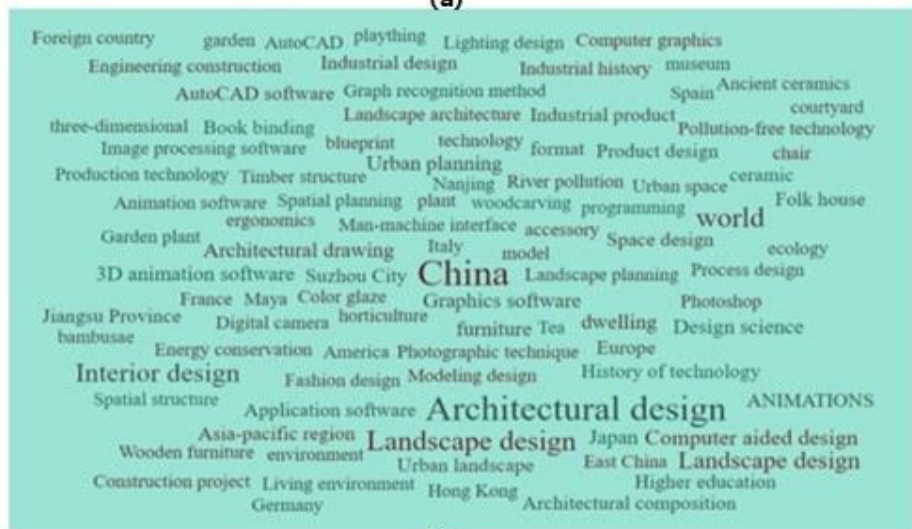 (a)
Foreign country garden AutoCAD plaything Lighting design Computer graphics
Engineering construction Industrial design Industrial history museum
AutoCAD software Graph recognition method Spain Ancient ceramics
Landscape architecture Industrial product courtyard
three-dimensional Book binding Pollution-free technology
Image processing software blueprint technology format Product design chair
Urban planning
Production technology Timber structure Nanjing River pollution Urban space ceramic
Animation software Spatial planning plant woodcarving programming world Folk house
ergonomics Man-machine interface accessory
Garden plant Space design
Architectural drawing Italy model ecology
3D animation software Suzhou City China Landscape planning Process design
France Maya Color glaze Graphics software Photoshop
Jiangsu Province Digital camera horticulture furniture Tea dwelling Design science
bambusae
Energy conservation America Photographic technique Europe
Interior design Fashion design Modeling design History of technology
Spatial structure Application software Architectural design ANIMATIONS
Asia-pacific region Landscape design Japan Computer aided design
Wooden furniture environment
Urban landscape East China Landscape design
Construction project Living environment Hong Kong Higher education
Germany Architectural composition